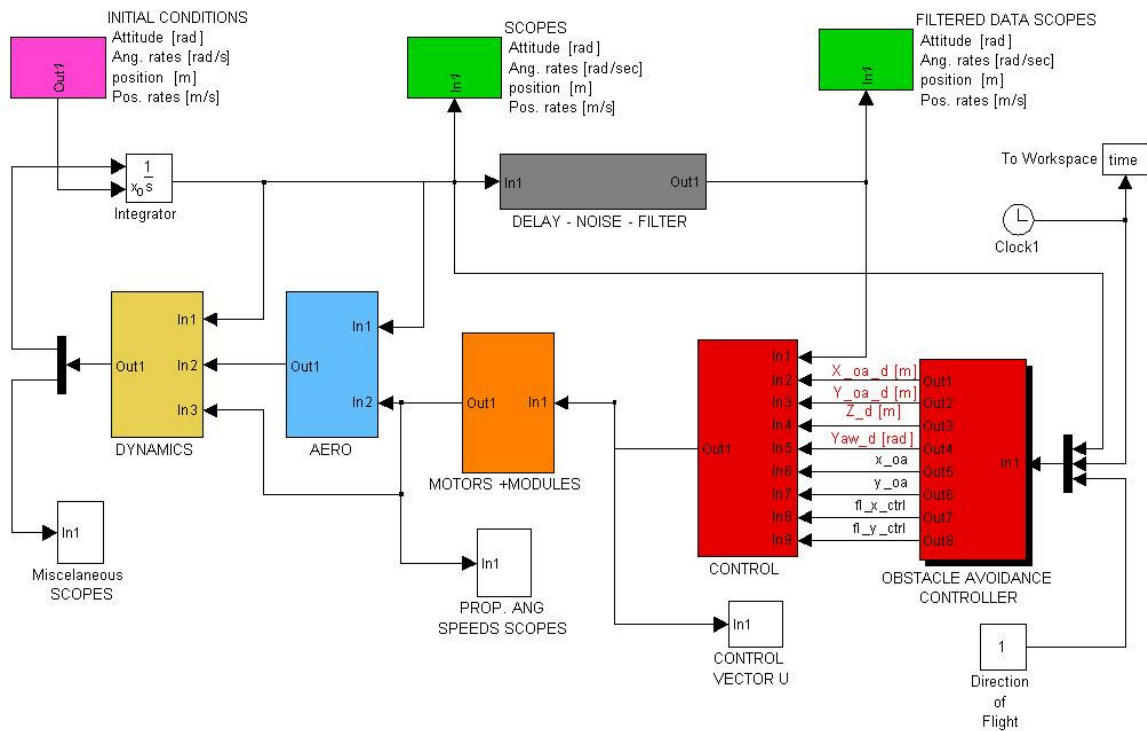 INITIAL CONDITIONS
Attitude [rad]
Ang. rates [rad/s]
position [m]
Pos. rates [m/s]
Out1
SCOPES
Attitude [rad]
Ang. rates [rad/sec]
position [m]
Pos. rates [m/s]
In1
FILTERED DATA SCOPES
Attitude [rad]
Ang. rates [rad/sec]
position [m]
Pos. rates [m/s]
In1
To Workspace
time
Clock1
1
x0 s
Integrator
In1
Out1
DELAY - NOISE - FILTER
In1
In2
In3
Out1
DYNAMICS
In1
In2
Out1
AERO
In1
Out1
MOTORS +MODULES
In1
In2
In3
In4
In5
In6
In7
In8
In9
Out1
CONTROL
X_oa_d [m]
Y_oa_d [m]
Z_d [m]
Yaw_d [rad]
x_oa
y_oa
fl_x_ctrl
fl_y_ctrl
Out1
Out2
Out3
Out4
Out5
Out6
Out7
Out8
In1
OBSTACLE AVOIDANCE
CONTROLLER
In1
Miscelaneous
SCOPES
In1
PROP. ANG
SPEEDS SCOPES
In1
CONTROL
VECTOR U
1
Direction
of
Flight